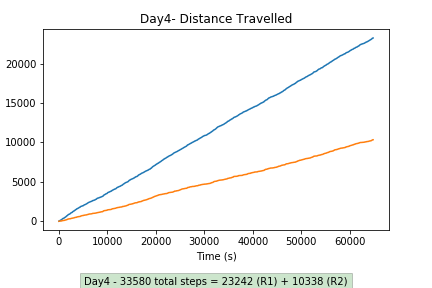 Day4- Distance Travelled
20000
15000
10000
5000
0
0 10000 20000 30000 40000 50000 60000
Time (s)
Day4 - 33580 total steps = 23242 (R1) + 10338 (R2)